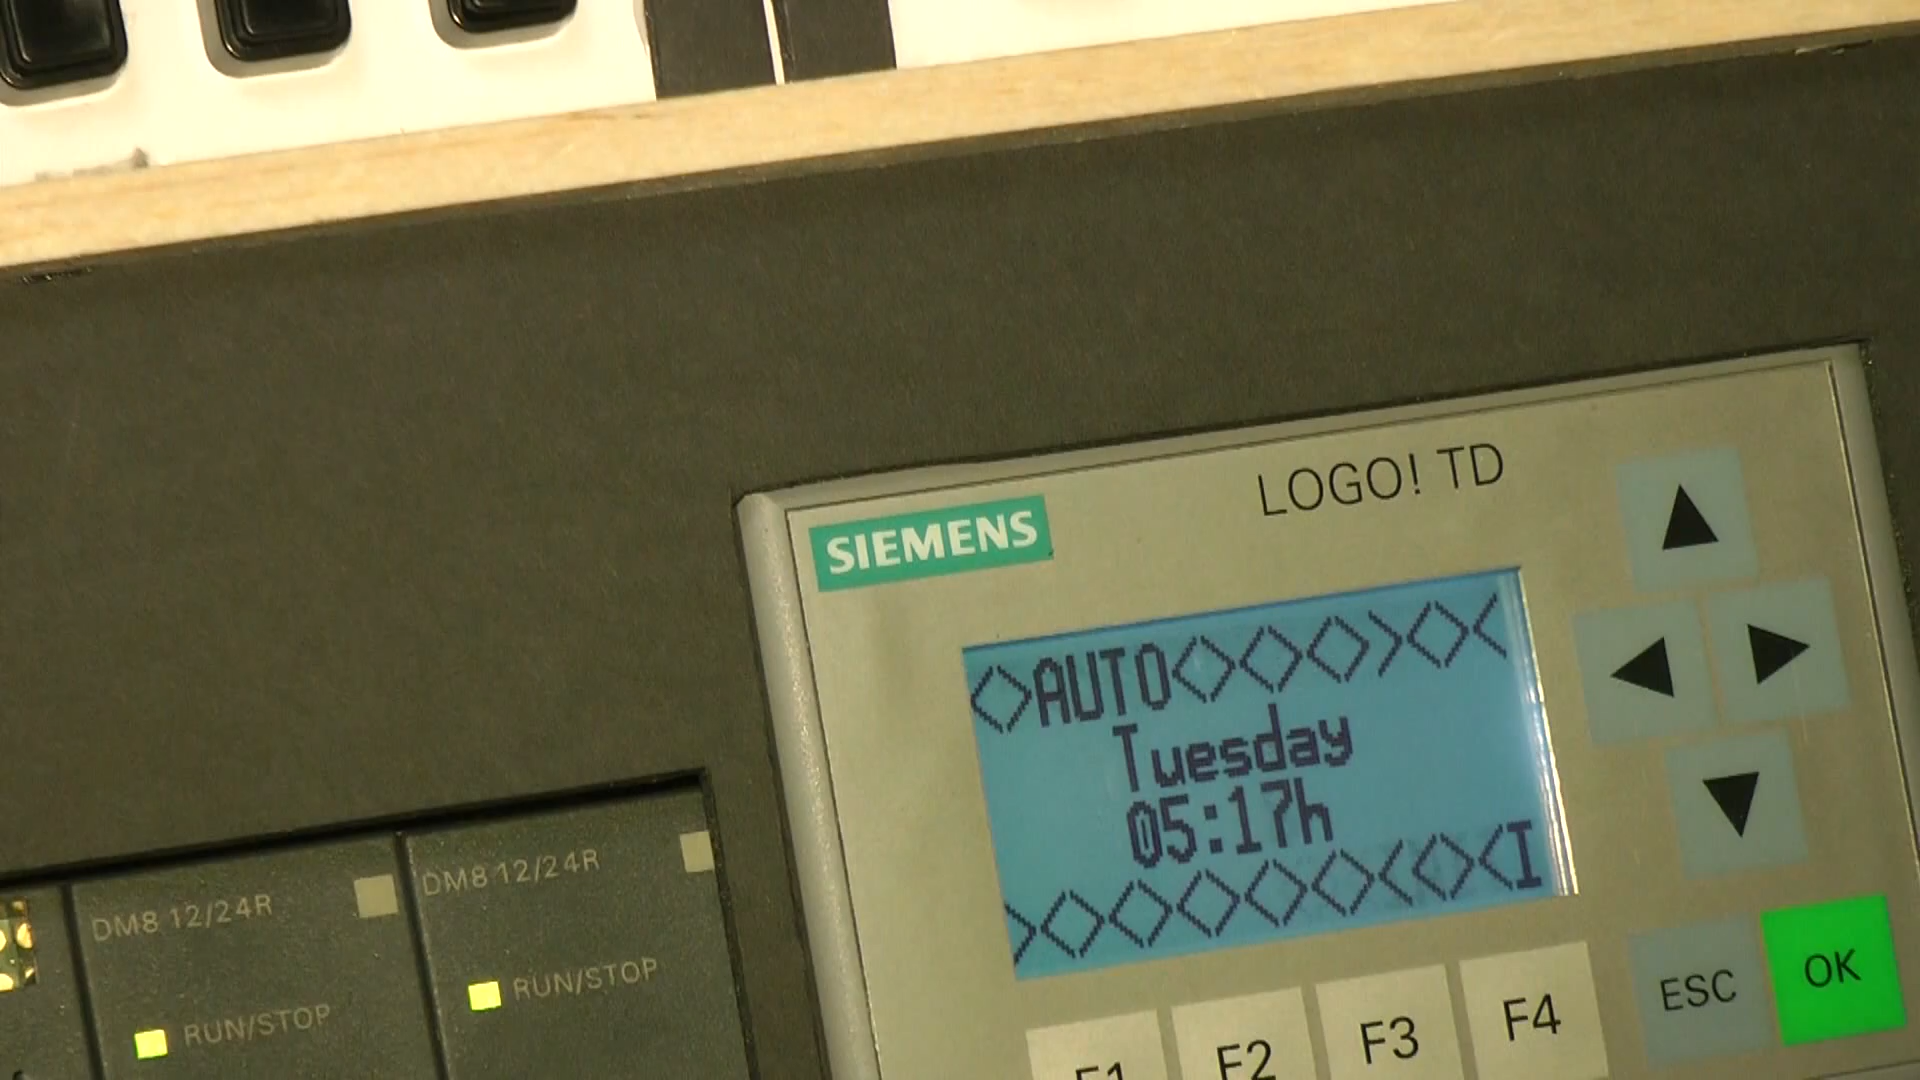 LOGO! TD
SIEMENS
<>AUTO<><><>><><
Tuesday
05:17h
><><><><><<><I
DM8 12/24R
DM8 12/24R
RUN/STOP
RUN/STOP
ESC
OK
F1
F2
F3
F4